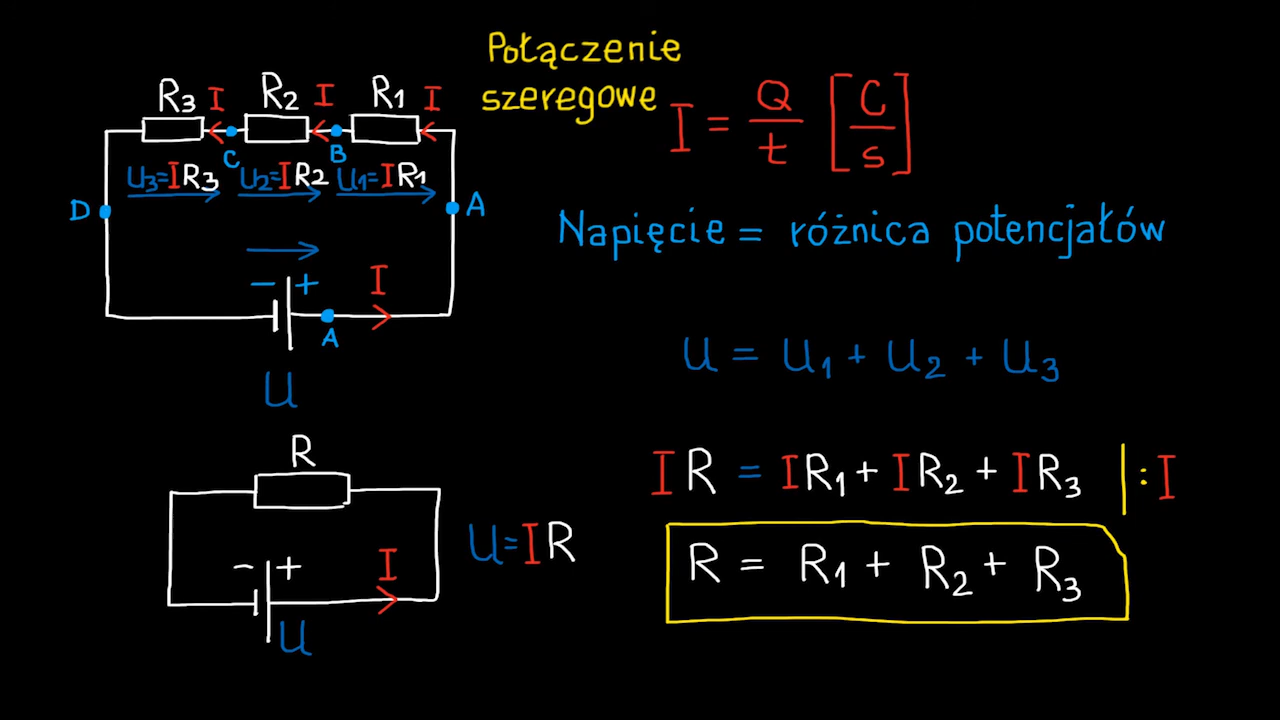 Połączenie
szeregowe
R3 I R2 I R1 I
C B
U3=IR3 U2=IR2 U1=IR1
D A
- + I
A
U
I = Q/t [C/s]
Napięcie = różnica potencjałów
U = U1 + U2 + U3
IR = IR1 + IR2 + IR3 | : I
R = R1 + R2 + R3
R
U=IR
- + I
U